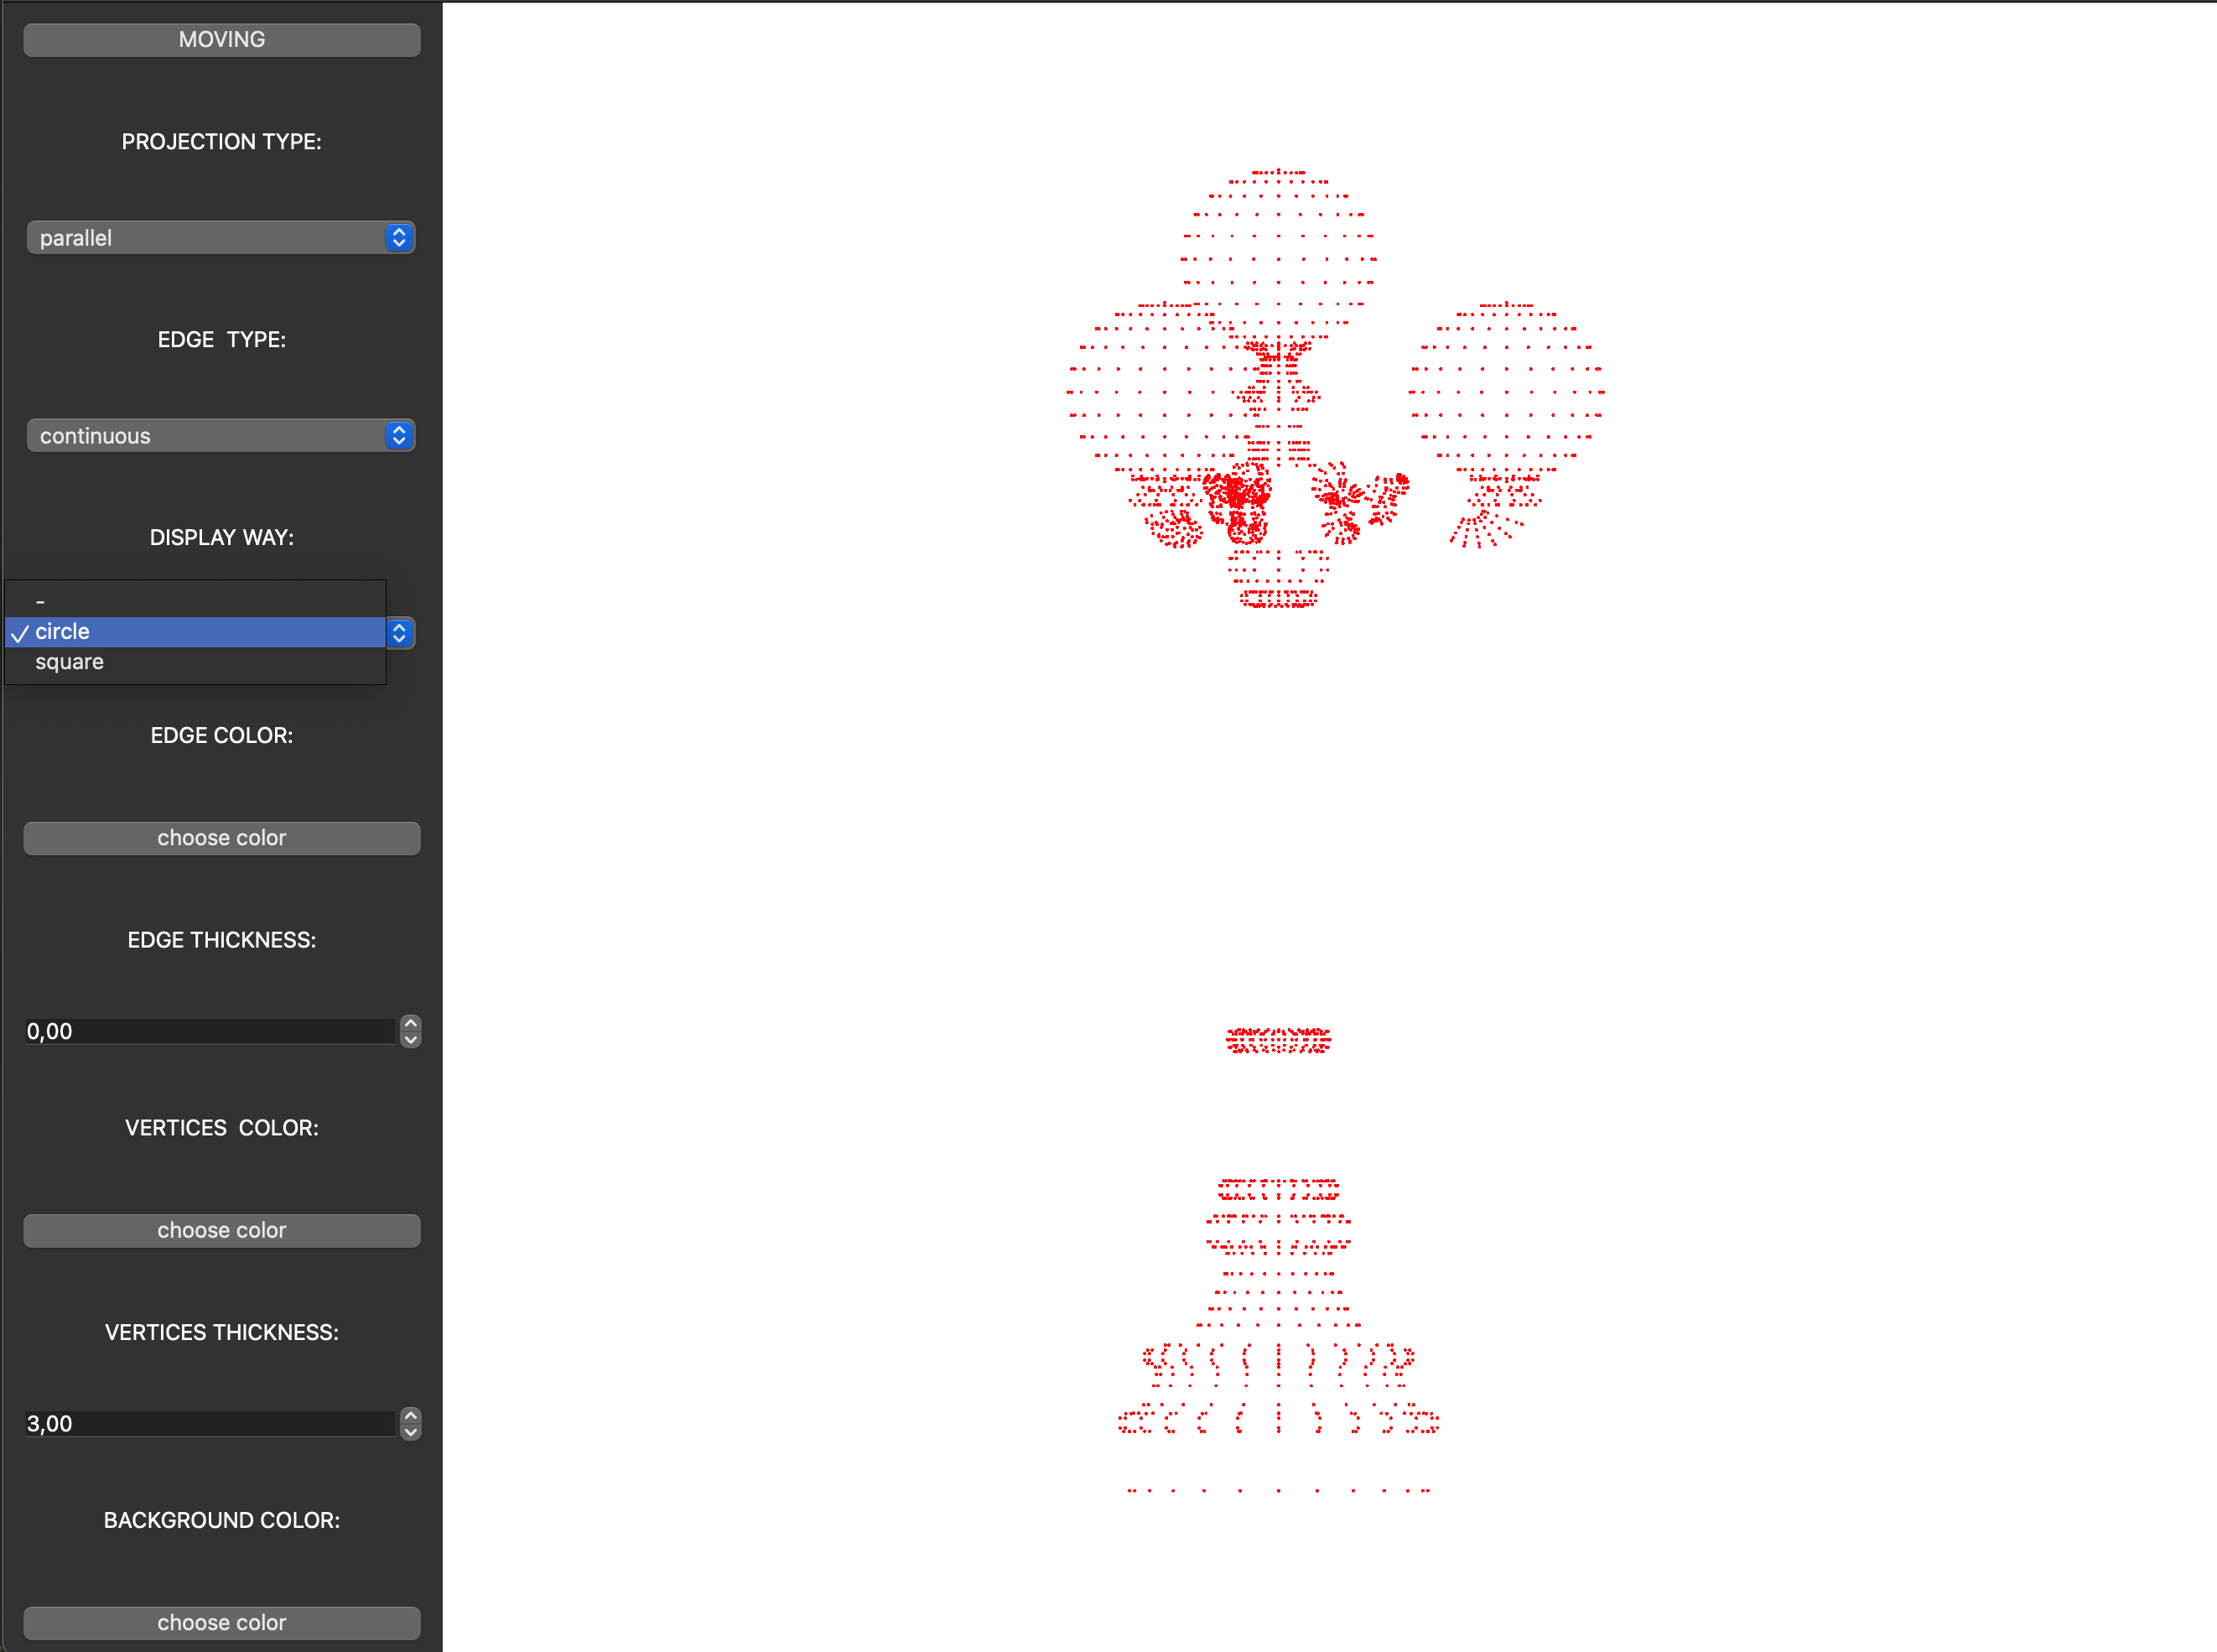 MOVING
PROJECTION TYPE:
parallel
EDGE  TYPE:
continuous
DISPLAY WAY:
-
circle
square
EDGE COLOR:
choose color
EDGE THICKNESS:
0,00
VERTICES  COLOR:
choose color
VERTICES THICKNESS:
3,00
BACKGROUND COLOR:
choose color